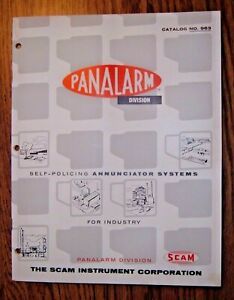 CATALOG NO. 963
PANALARM
DIVISION
SELF-POLICING ANNUNCIATOR SYSTEMS
FOR INDUSTRY
PANALARM DIVISION
SCAM
THE SCAM INSTRUMENT CORPORATION